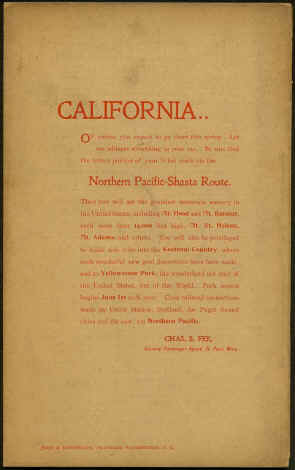 CALIFORNIA..
Of course you expect to go there this spring. Let
me whisper something in your ear. Be sure that
the return portion of your ticket reads via the
Northern Pacific-Shasta Route.
Then you will see the grandest mountain scenery in
the United States, including Mt. Hood and Mt. Rainier,
each more than 14,000 feet high, Mt. St. Helens,
Mt. Adams and others. You will also be privileged
to make side trips into the Kootenai Country, where
such wonderful new gold discoveries have been made,
and to Yellowstone Park, the wonderland not only of
the United States, but of the World. Park season
begins June 1st each year. Close railroad connections
made in Union Station, Portland, for Puget Sound
cities and the east, via Northern Pacific.
CHAS. S. FEE,
General Passenger Agent, St. Paul, Minn.